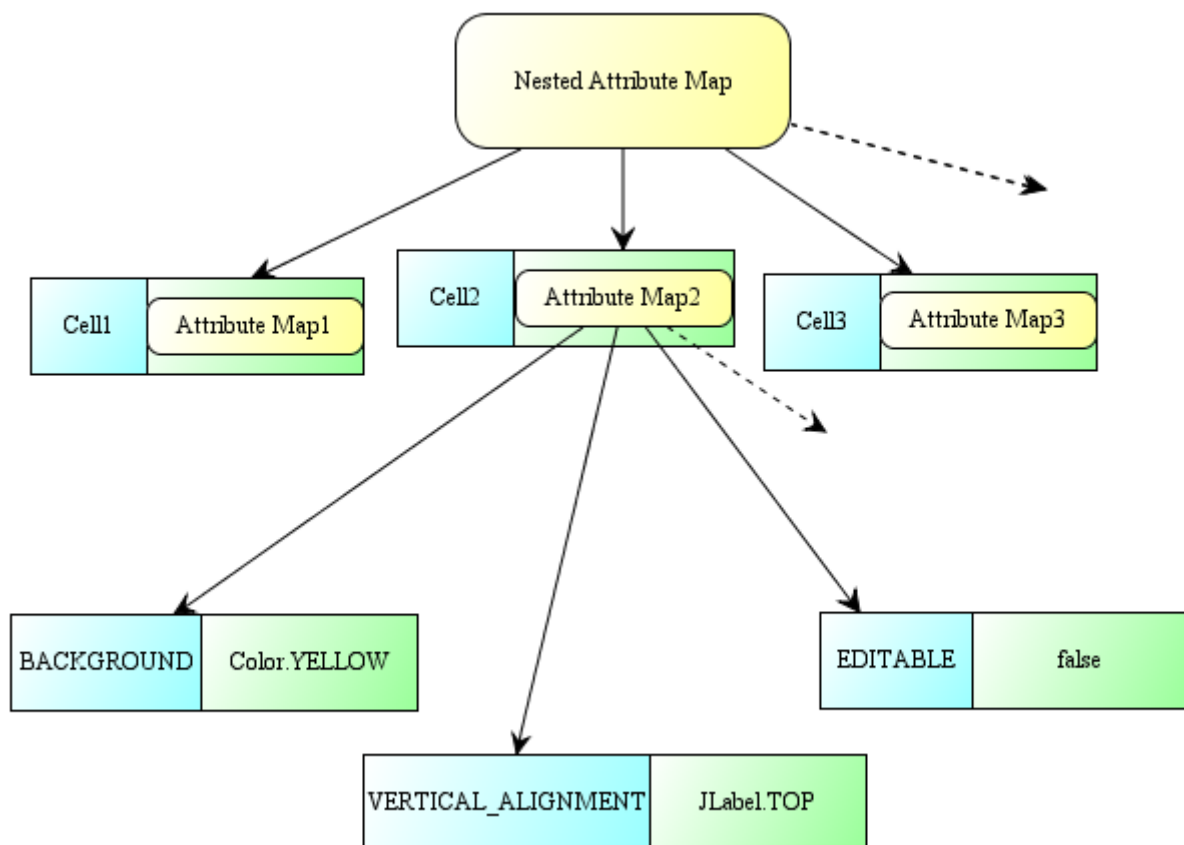 Nested Attribute Map
Cell1
Attribute Map1
Cell2
Attribute Map2
Cell3
Attribute Map3
BACKGROUND
Color.YELLOW
EDITABLE
false
VERTICAL_ALIGNMENT
JLabel.TOP